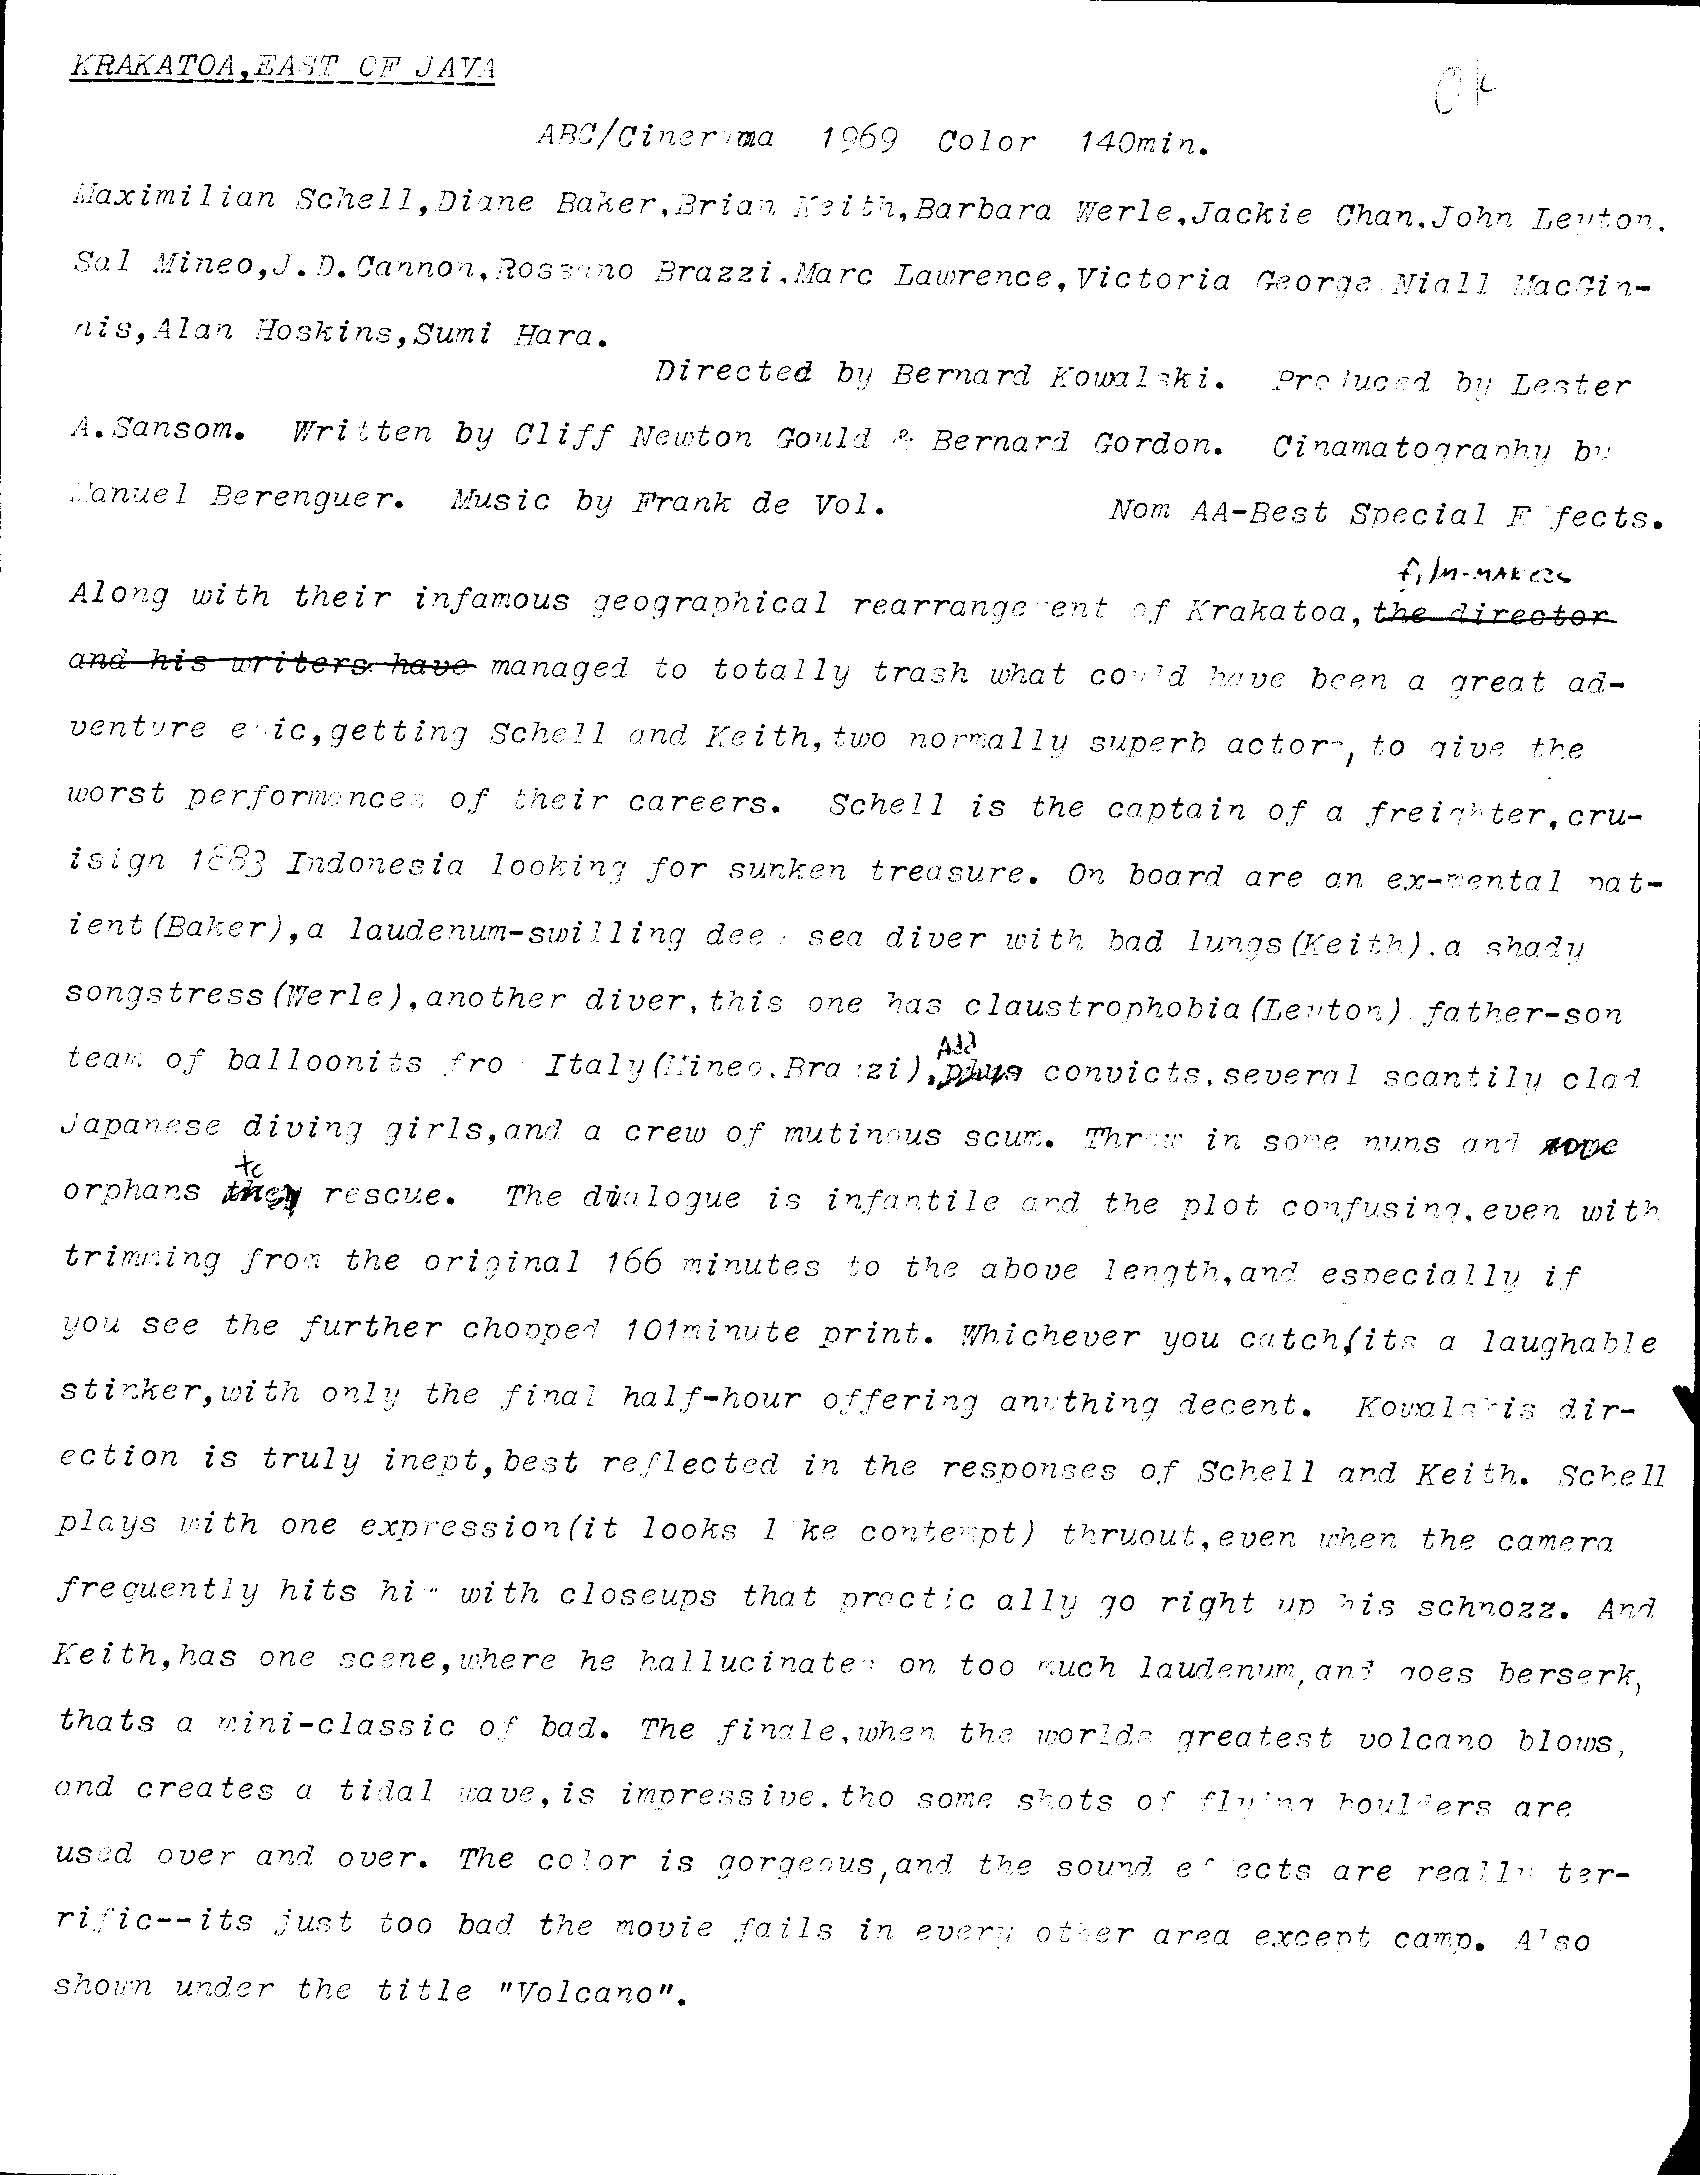 KRAKATOA,EAST OF JAVA
Ok
ABC/Cinerama 1969 Color 140min.
Maximilian Schell,Diane Baker,Brian Keith,Barbara Werle,Jackie Chan,John Leyton,
Sal Mineo,J.D.Cannon,Rossano Brazzi,Marc Lawrence,Victoria George,Niall MacGin-
nis,Alan Hoskins,Sumi Hara.
Directed by Bernard Kowalski. Produced by Lester
A.Sansom. Written by Cliff Newton Gould & Bernard Gordon. Cinamatography by
Manuel Berenguer. Music by Frank de Vol. Nom AA-Best Special Effects.
film-makers
Along with their infamous geographical rearrangement of Krakatoa, the director
and his writers have managed to totally trash what could have been a great ad-
venture epic,getting Schell and Keith,two normally superb actors, to give the
worst performances of their careers. Schell is the captain of a freighter,cru-
isign 1883 Indonesia looking for sunken treasure. On board are an ex-mental pat-
ient(Baker),a laudenum-swilling deep sea diver with bad lungs(Keith),a shady
songstress(Werle),another diver,this one has claustrophobia(Leyton) father-son
Add
team of balloonits from Italy(Mineo,Brazzi),plus convicts,several scantily clad
Japanese diving girls,and a crew of mutinous scum. Throw in some nuns and some
to
orphans they rescue. The dialogue is infantile and the plot confusing,even with
trimming from the original 166 minutes to the above length,and especially if
you see the further chopped 101minute print. Whichever you catch,its a laughable
stinker,with only the final half-hour offering anything decent. Kowalskis dir-
ection is truly inept,best reflected in the responses of Schell and Keith. Schell
plays with one expression(it looks like contempt) thruout,even when the camera
frequently hits him with closeups that practic ally go right up his schnozz. And
Keith,has one scene,where he hallucinates on too much laudenum,and goes berserk,
thats a mini-classic of bad. The finale,when the worlds greatest volcano blows,
and creates a tidal wave,is impressive,tho some shots of flying boulders are
used over and over. The color is gorgeous,and the sound effects are really ter-
rific--its just too bad the movie fails in every other area except camp. Also
shown under the title "Volcano".